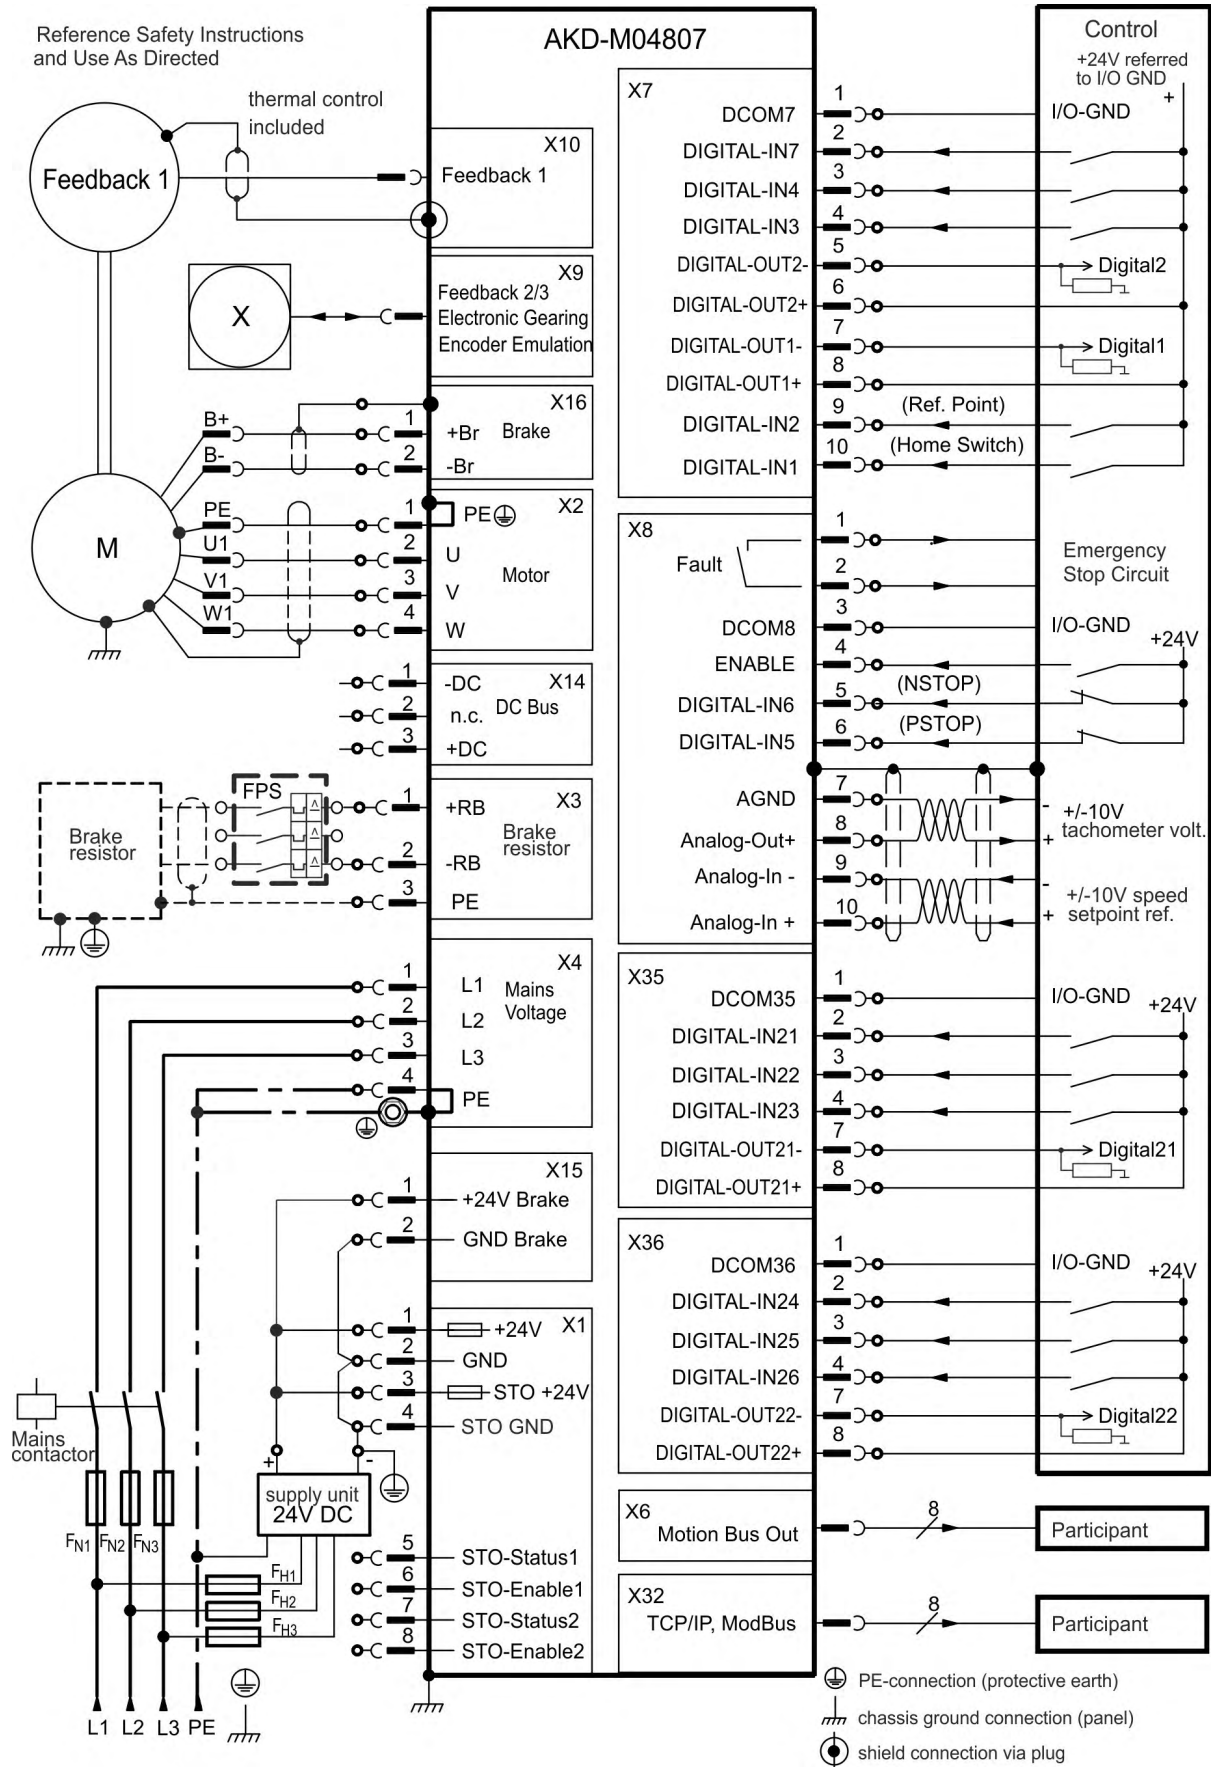 Reference Safety Instructions
and Use As Directed
AKD-M04807
thermal control
included
Feedback 1
X10
Feedback 1
X
X9
Feedback 2/3
Electronic Gearing
Encoder Emulation
X16
B+
1
+Br
Brake
B-
2
-Br
M
X2
PE
1
PE
U1
2
U
Motor
V1
3
V
W1
4
W
X14
1
-DC
DC Bus
2
n.c.
3
+DC
X3
Brake
resistor
FPS
1
+RB
Brake
resistor
2
-RB
3
PE
X4
1
L1
Mains
Voltage
2
L2
3
L3
4
PE
X15
1
+24V Brake
2
GND Brake
X1
1
+24V
2
GND
3
STO +24V
4
STO GND
Mains
contactor
+
-
supply unit
24V DC
FN1
FN2
FN3
FH1
FH2
FH3
5
STO-Status1
6
STO-Enable1
7
STO-Status2
8
STO-Enable2
L1
L2
L3
PE
X7
DCOM7
1
DIGITAL-IN7
2
DIGITAL-IN4
3
DIGITAL-IN3
4
DIGITAL-OUT2-
5
DIGITAL-OUT2+
6
DIGITAL-OUT1-
7
DIGITAL-OUT1+
8
DIGITAL-IN2
9
(Ref. Point)
DIGITAL-IN1
10
(Home Switch)
Control
+24V referred
to I/O GND
+
I/O-GND
Digital2
Digital1
X8
Fault
1
2
Emergency
Stop Circuit
DCOM8
3
I/O-GND
+24V
ENABLE
4
DIGITAL-IN6
5
(NSTOP)
DIGITAL-IN5
6
(PSTOP)
AGND
7
-
+/-10V
tachometer volt.
Analog-Out+
8
+
Analog-In -
9
-
+/-10V speed
setpoint ref.
Analog-In +
10
+
X35
DCOM35
1
I/O-GND
+24V
DIGITAL-IN21
2
DIGITAL-IN22
3
DIGITAL-IN23
4
DIGITAL-OUT21-
7
Digital21
DIGITAL-OUT21+
8
X36
DCOM36
1
I/O-GND
+24V
DIGITAL-IN24
2
DIGITAL-IN25
3
DIGITAL-IN26
4
DIGITAL-OUT22-
7
Digital22
DIGITAL-OUT22+
8
X6
Motion Bus Out
8
Participant
X32
TCP/IP, ModBus
8
Participant
PE-connection (protective earth)
chassis ground connection (panel)
shield connection via plug